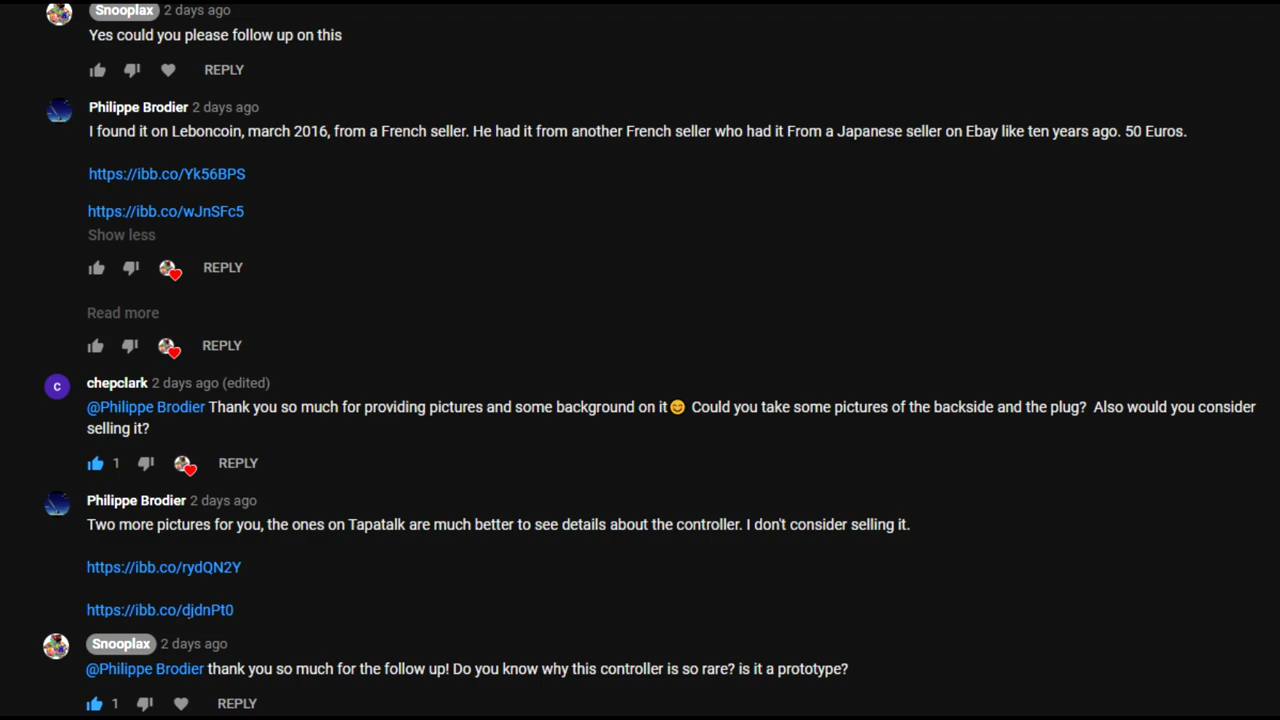 Snooplax 2 days ago
Yes could you please follow up on this
REPLY
Philippe Brodier 2 days ago
I found it on Leboncoin, march 2016, from a French seller. He had it from another French seller who had it From a Japanese seller on Ebay like ten years ago. 50 Euros.
https://ibb.co/Yk56BPS
https://ibb.co/wJnSFc5
Show less
REPLY
Read more
REPLY
C
chepclark 2 days ago (edited)
@Philippe Brodier Thank you so much for providing pictures and some background on it😊 Could you take some pictures of the backside and the plug? Also would you consider
selling it?
1 REPLY
Philippe Brodier 2 days ago
Two more pictures for you, the ones on Tapatalk are much better to see details about the controller. I don't consider selling it.
https://ibb.co/rydQN2Y
https://ibb.co/djdnPt0
Snooplax 2 days ago
@Philippe Brodier thank you so much for the follow up! Do you know why this controller is so rare? is it a prototype?
1 REPLY